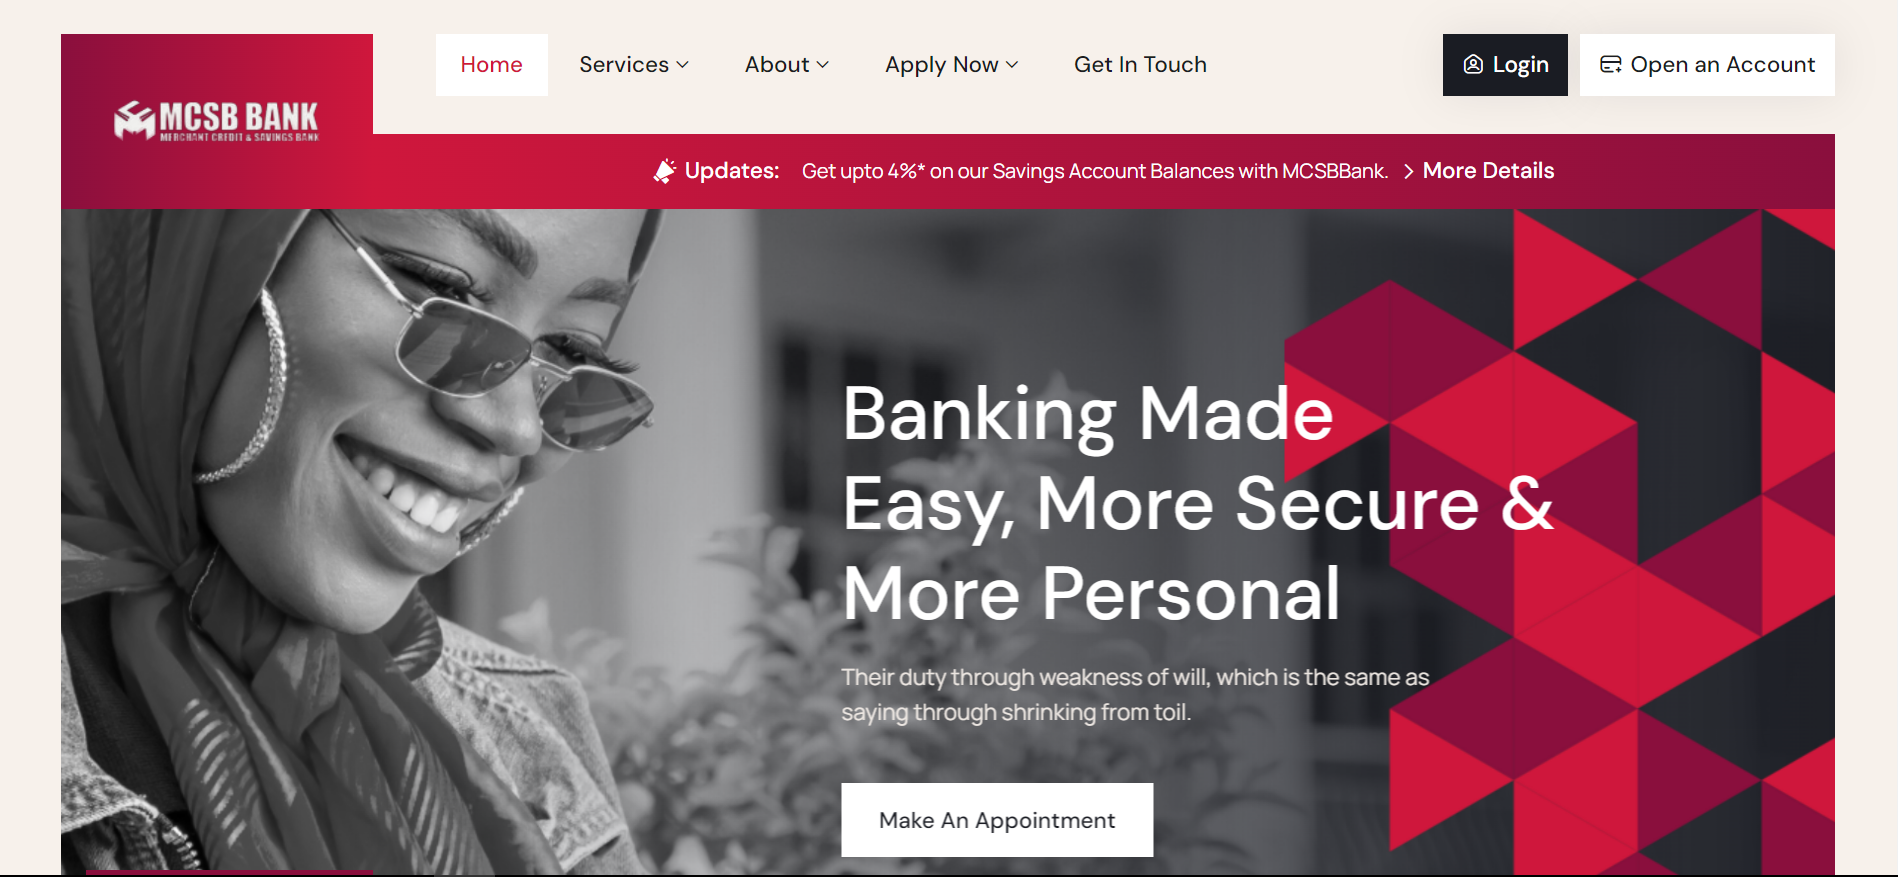 Home
Services
About
Apply Now
Get In Touch
Login
Open an Account
MCSB BANK
MERCHANT CREDIT & SAVINGS BANK
Updates: Get upto 4%* on our Savings Account Balances with MCSBBank. More Details
Banking Made
Easy, More Secure &
More Personal
Their duty through weakness of will, which is the same as
saying through shrinking from toil.
Make An Appointment